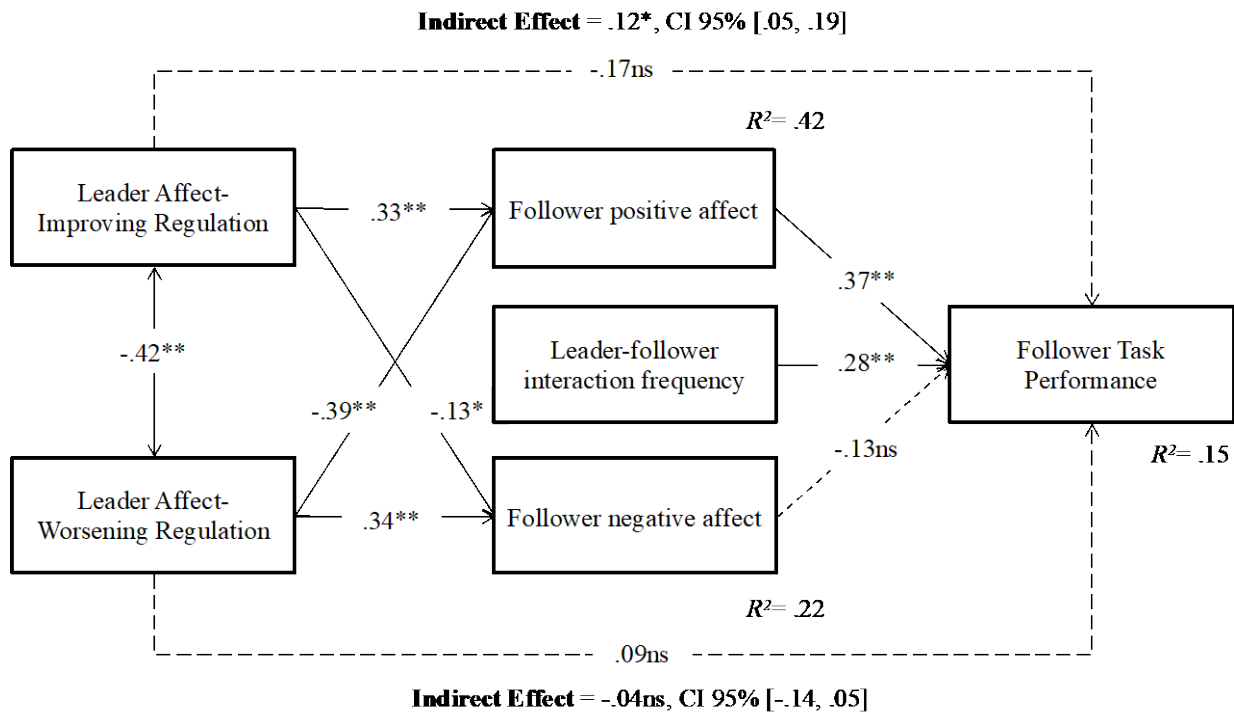 Indirect Effect = .12*, CI 95% [.05, .19]
-.17ns
R²= .42
Leader Affect-
Improving Regulation
.33**
Follower positive affect
.37**
-.42**
Leader-follower
interaction frequency
.28**
Follower Task
Performance
-.39**
-.13*
-.13ns
R²= .15
Leader Affect-
Worsening Regulation
.34**
Follower negative affect
R²= .22
.09ns
Indirect Effect = -.04ns, CI 95% [-.14, .05]